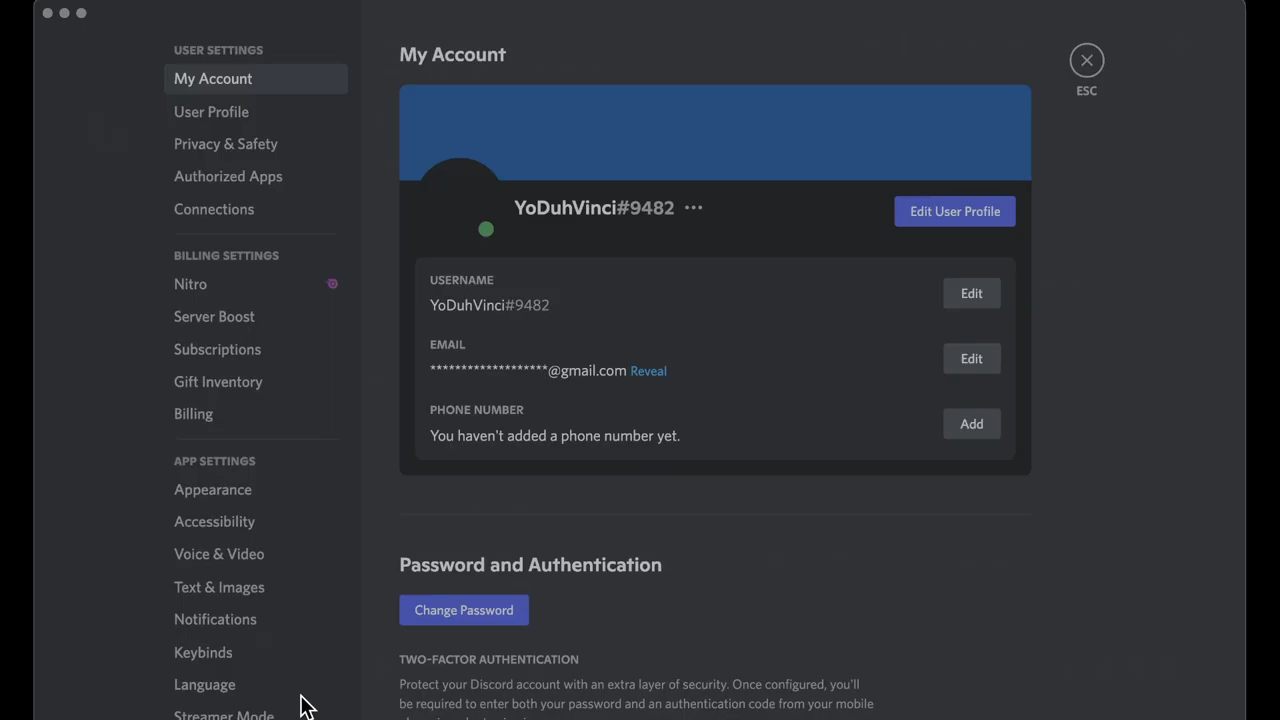 USER SETTINGS
My Account
User Profile
Privacy & Safety
Authorized Apps
Connections
BILLING SETTINGS
Nitro
Server Boost
Subscriptions
Gift Inventory
Billing
APP SETTINGS
Appearance
Accessibility
Voice & Video
Text & Images
Notifications
Keybinds
Language
Streamer Mode
My Account
ESC
YoDuhVinci#9482
Edit User Profile
USERNAME
YoDuhVinci#9482
Edit
EMAIL
*******************@gmail.com Reveal
Edit
PHONE NUMBER
You haven't added a phone number yet.
Add
Password and Authentication
Change Password
TWO-FACTOR AUTHENTICATION
Protect your Discord account with an extra layer of security. Once configured, you'll
be required to enter both your password and an authentication code from your mobile